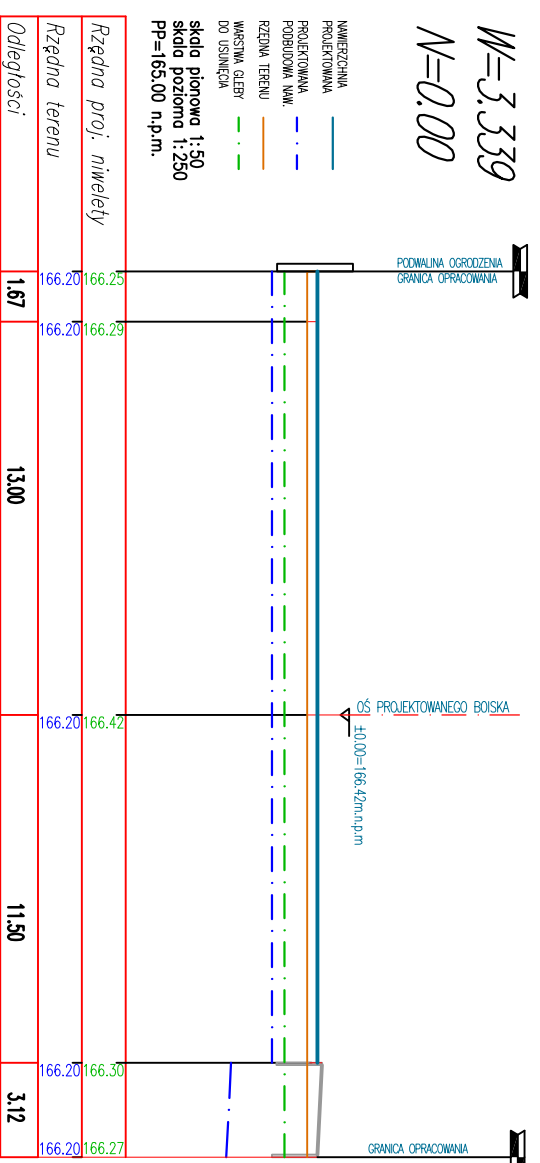 W=3.339
N=0.00
NAWIERZCHNIA
PROJEKTOWANA
PROJEKTOWANA
PODBUDOWA NAW.
RZĘDNA TERENU
WARSTWA GLEBY
DO USUNIĘCIA
skala pionowa 1:50
skala pozioma 1:250
PP=165.00 n.p.m.
PODWALINA OGRODZENIA
GRANICA OPRACOWANIA
OŚ PROJEKTOWANEGO BOISKA
±0.00=166.42m.n.p.m
GRANICA OPRACOWANIA
Rzędna proj. niwelety
166.25 166.29 166.42 166.30 166.27
Rzędna terenu
166.20 166.20 166.20 166.20 166.20
Odległości
1.67 13.00 11.50 3.12